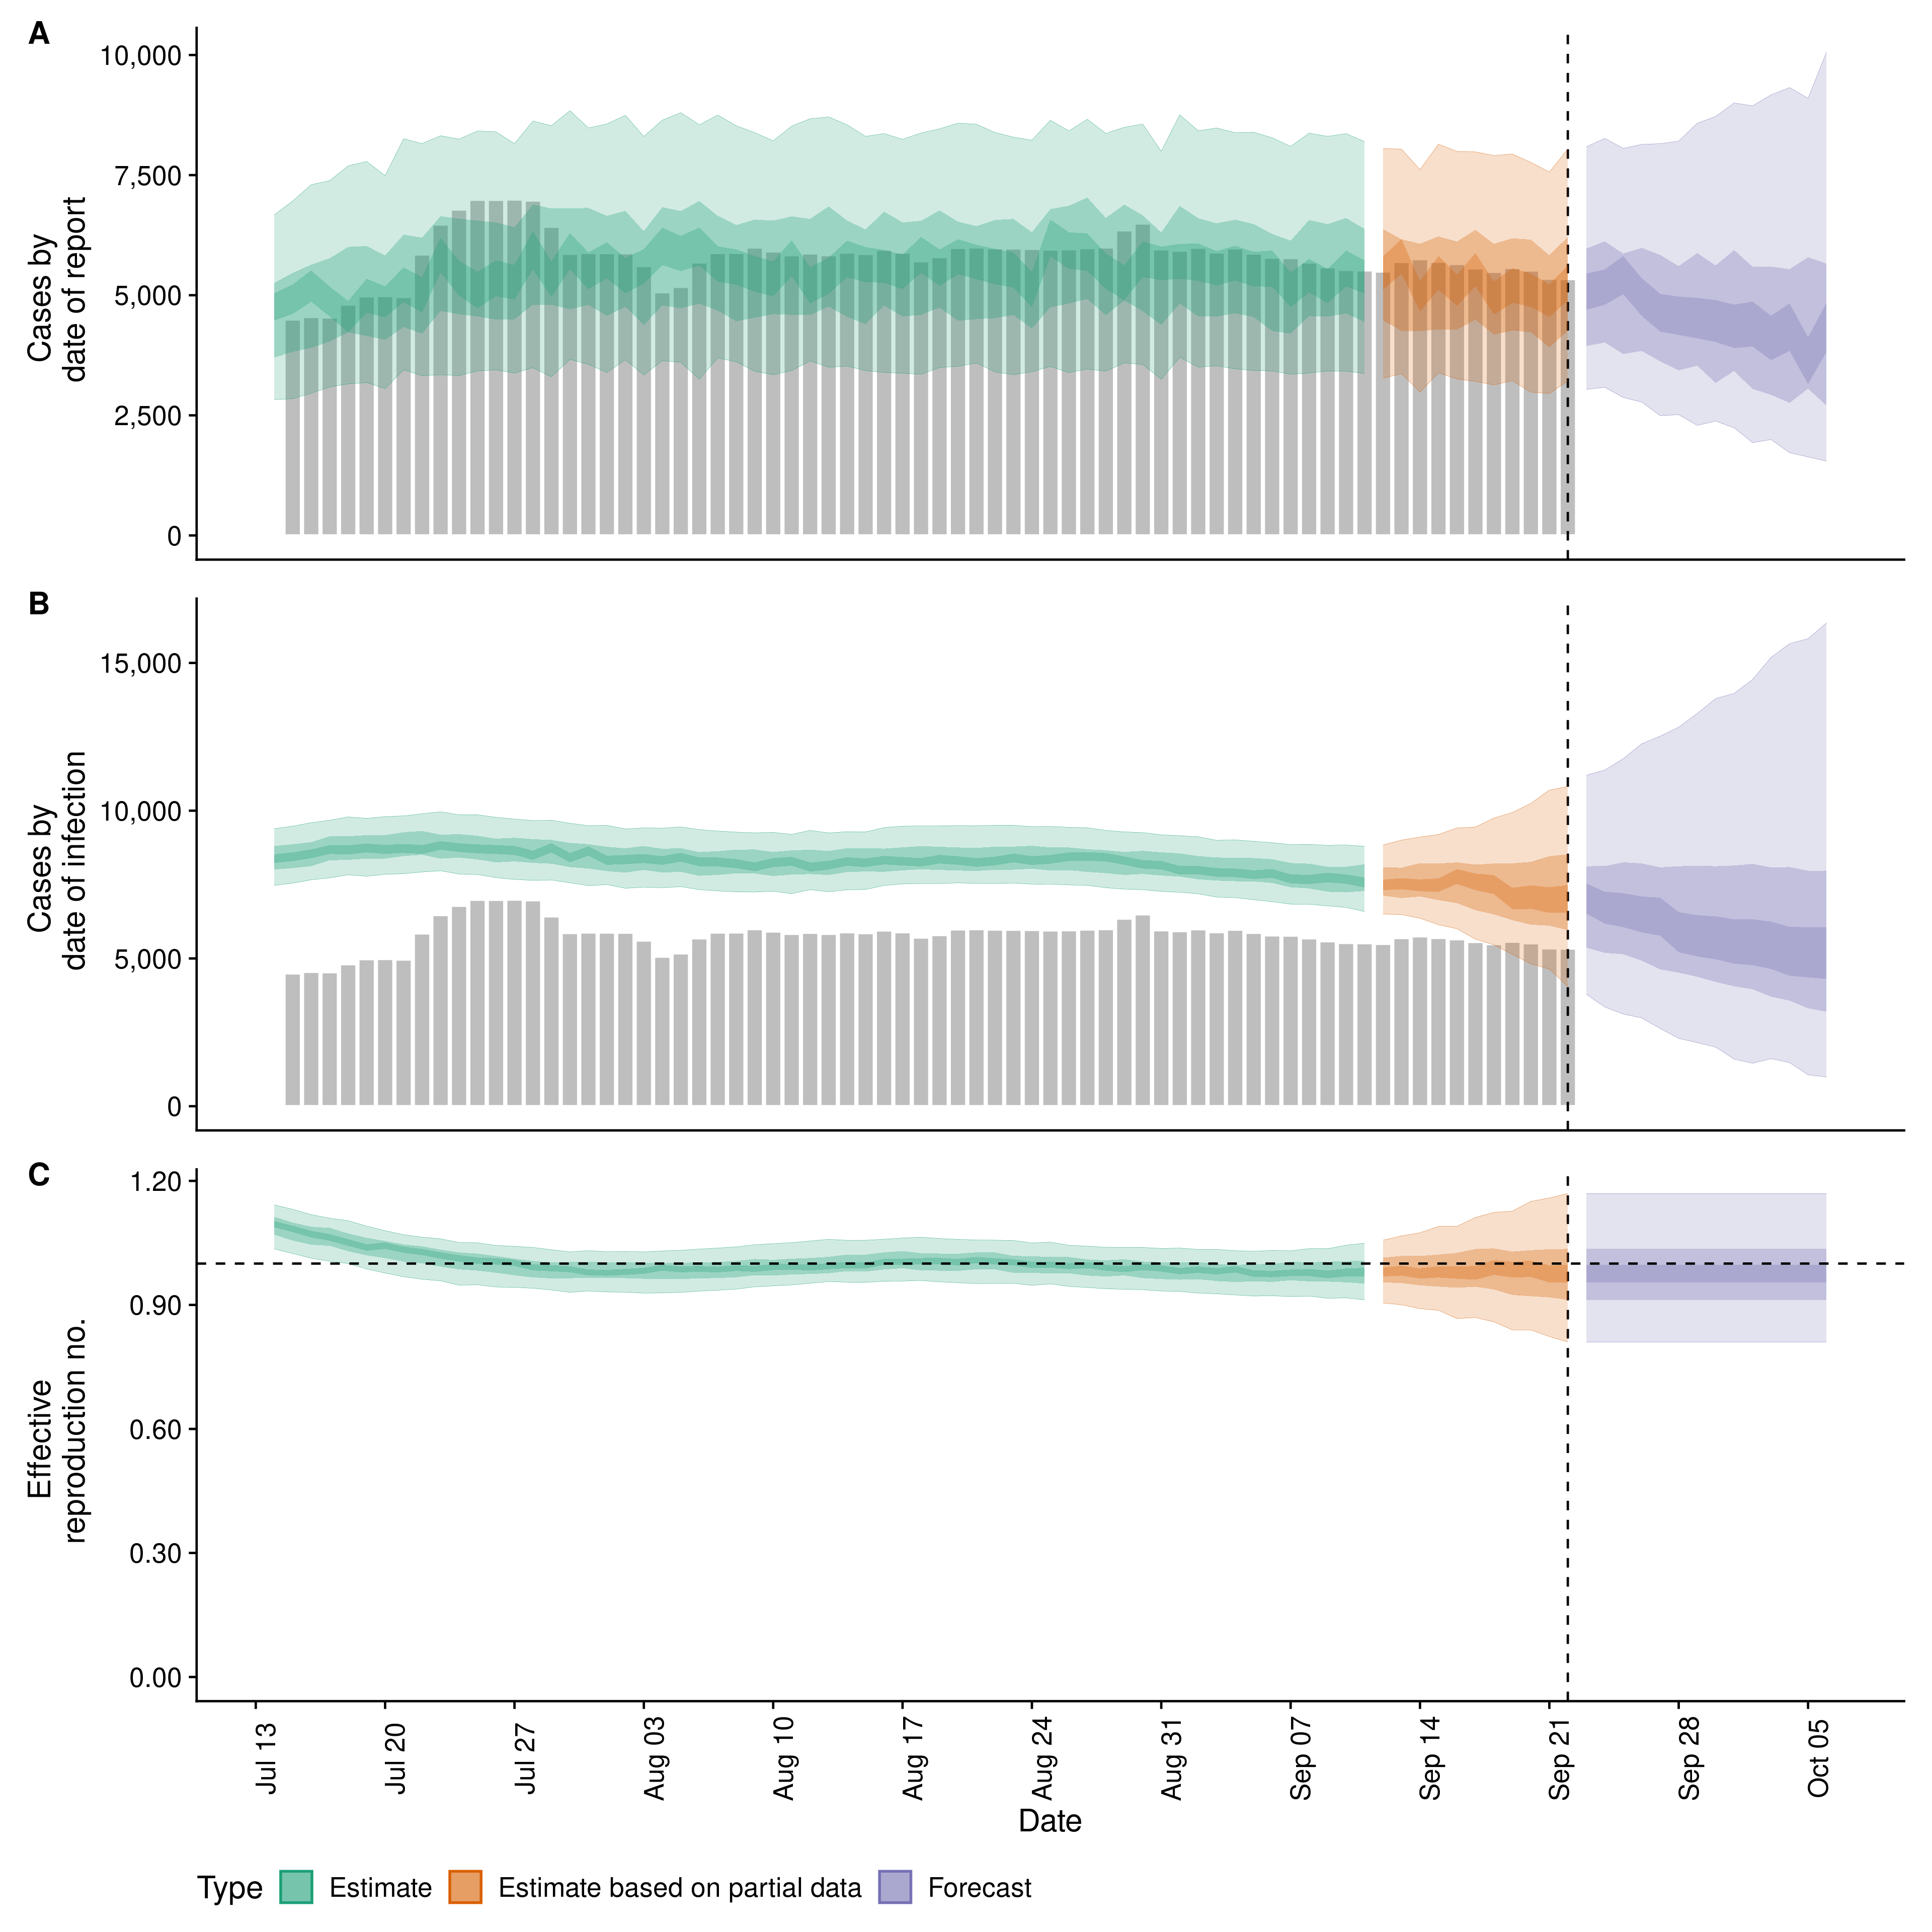 A
10,000
7,500
5,000
2,500
0
Cases by
date of report
B
15,000
10,000
5,000
0
Cases by
date of infection
C
1.20
0.90
0.60
0.30
0.00
Effective
reproduction no.
Jul 13
Jul 20
Jul 27
Aug 03
Aug 10
Aug 17
Aug 24
Aug 31
Sep 07
Sep 14
Sep 21
Sep 28
Oct 05
Date
Type Estimate Estimate based on partial data Forecast